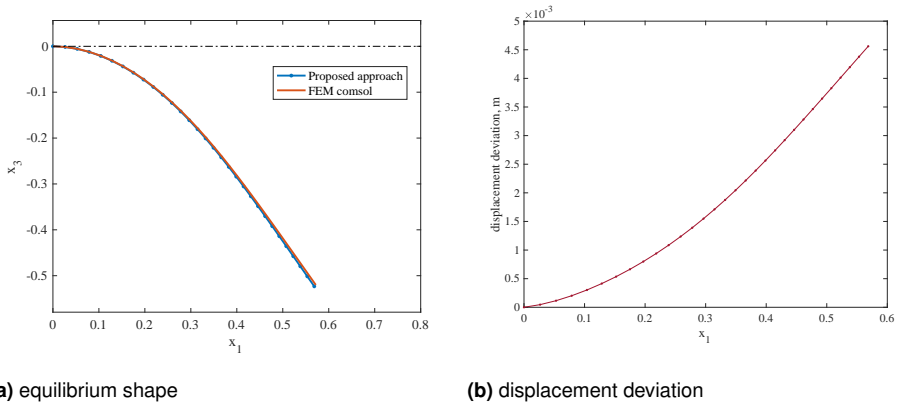 0
-0.1
-0.2
-0.3
-0.4
-0.5
x3
0 0.1 0.2 0.3 0.4 0.5 0.6 0.7 0.8
x1
Proposed approach
FEM comsol
×10-3
5
4.5
4
3.5
3
2.5
2
1.5
1
0.5
0
displacement deviation, m
0 0.1 0.2 0.3 0.4 0.5 0.6
x1
a) equilibrium shape
(b) displacement deviation